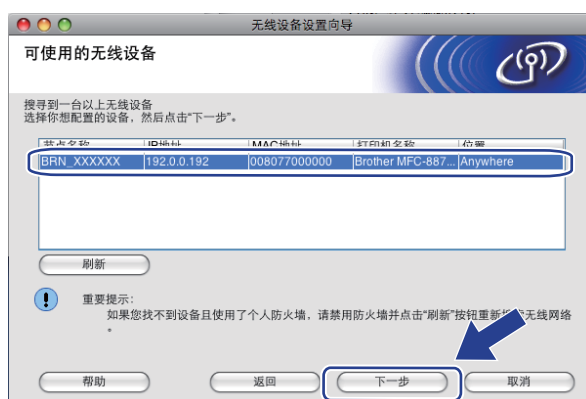 无线设备设置向导
可使用的无线设备
搜寻到一台以上无线设备
选择你想配置的设备，然后点击“下一步”。
节点名称 IP地址 MAC地址 打印机名称 位置
BRN_XXXXXX 192.0.0.192 008077000000 Brother MFC-887... Anywhere
刷新
重要提示：
如果您找不到设备且使用了个人防火墙，请禁用防火墙并点击“刷新”按钮重新 无线网络
。
帮助 返回 下一步 取消